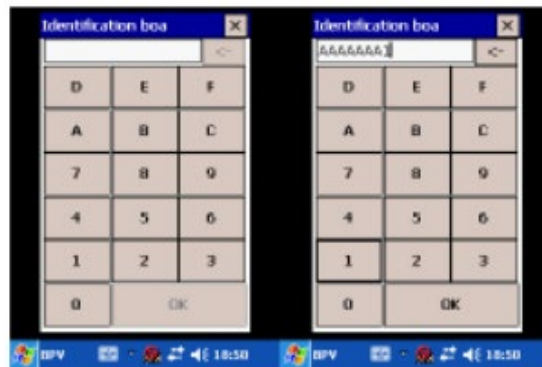 Identification boa
<-
D E F
A B C
7 8 9
4 5 6
1 2 3
0 OK
BPV 18:50
Identification boa
AAAAAAA1 <-
D E F
A B C
7 8 9
4 5 6
1 2 3
0 OK
BPV 18:50